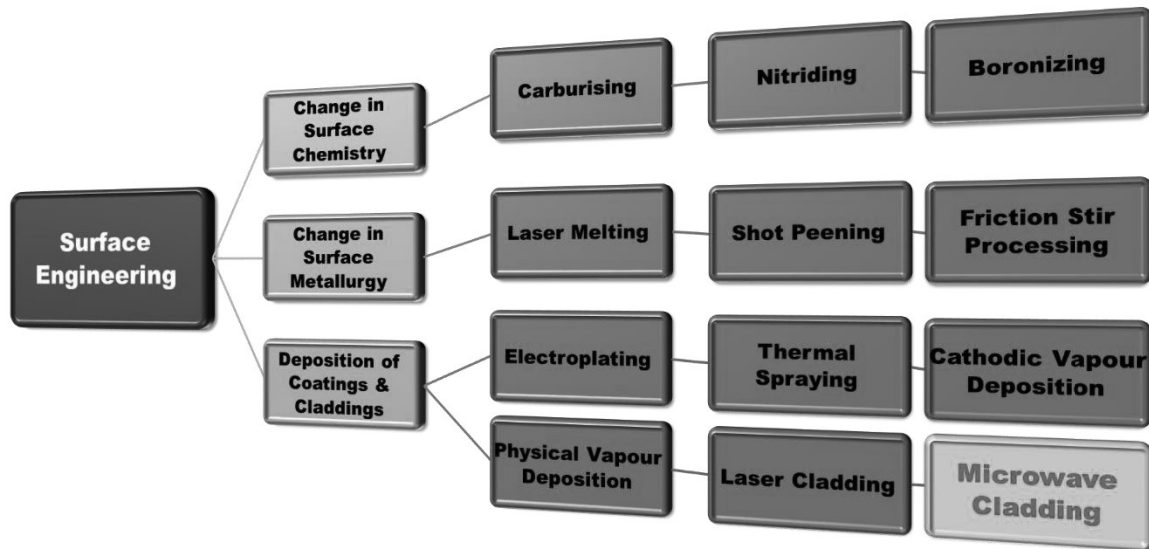 Surface
Engineering
Change in
Surface
Chemistry
Carburising
Nitriding
Boronizing
Change in
Surface
Metallurgy
Laser Melting
Shot Peening
Friction Stir
Processing
Deposition of
Coatings &
Claddings
Electroplating
Thermal
Spraying
Cathodic Vapour
Deposition
Physical Vapour
Deposition
Laser Cladding
Microwave
Cladding